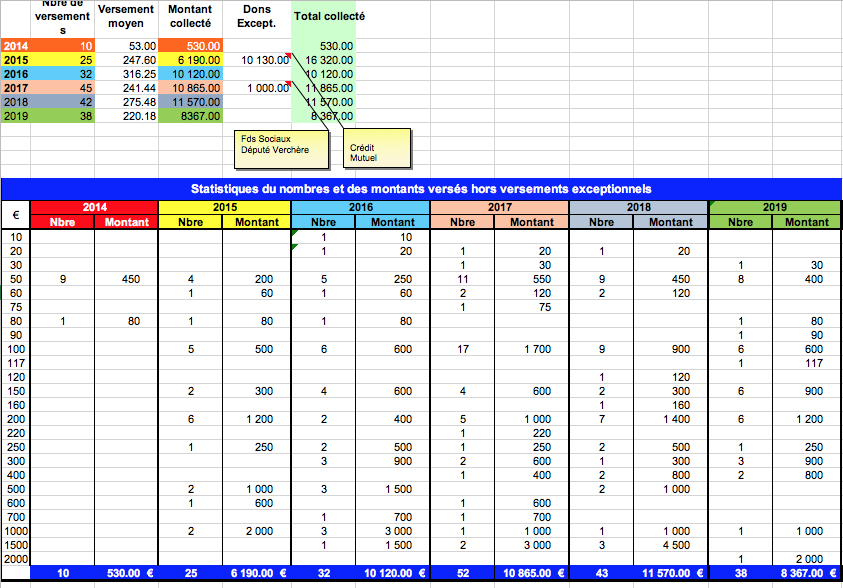 Nbre de Versement Montant Dons Total collecté
versement moyen collecté Except.
s
2014 10 53.00 530.00 530.00
2015 25 247.60 6 190.00 10 130.00 16 320.00
2016 32 316.25 10 120.00 10 120.00
2017 45 241.44 10 865.00 1 000.00 11 865.00
2018 42 275.48 11 570.00 11 570.00
2019 38 220.18 8367.00 8 367.00
Fds Sociaux
Député Verchère
Crédit
Mutuel
Statistiques du nombres et des montants versés hors versements exceptionnels
€ 2014 2015 2016 2017 2018 2019
Nbre Montant Nbre Montant Nbre Montant Nbre Montant Nbre Montant Nbre Montant
10 1 10
20 1 20 1 20 1 20
30 1 30 1 30
50 9 450 4 200 5 250 11 550 9 450 8 400
60 1 60 1 60 2 120 2 120
75 1 75
80 1 80 1 80 1 80 1 80
90 1 90
100 5 500 6 600 17 1 700 9 900 6 600
117 1 117
120 1 120
150 2 300 4 600 4 600 2 300 6 900
160 1 160
200 6 1 200 2 400 5 1 000 7 1 400 6 1 200
220 1 220
250 1 250 2 500 1 250 2 500 1 250
300 3 900 2 600 1 300 3 900
400 1 400 2 800 2 800
500 2 1 000 3 1 500 2 1 000
600 1 600 1 600
700 1 700 1 700
1000 2 2 000 3 3 000 1 1 000 1 1 000 1 1 000
1500 1 1 500 2 3 000 3 4 500
2000 1 2 000
10 530.00 € 25 6 190.00 € 32 10 120.00 € 52 10 865.00 € 43 11 570.00 € 38 8 367.00 €